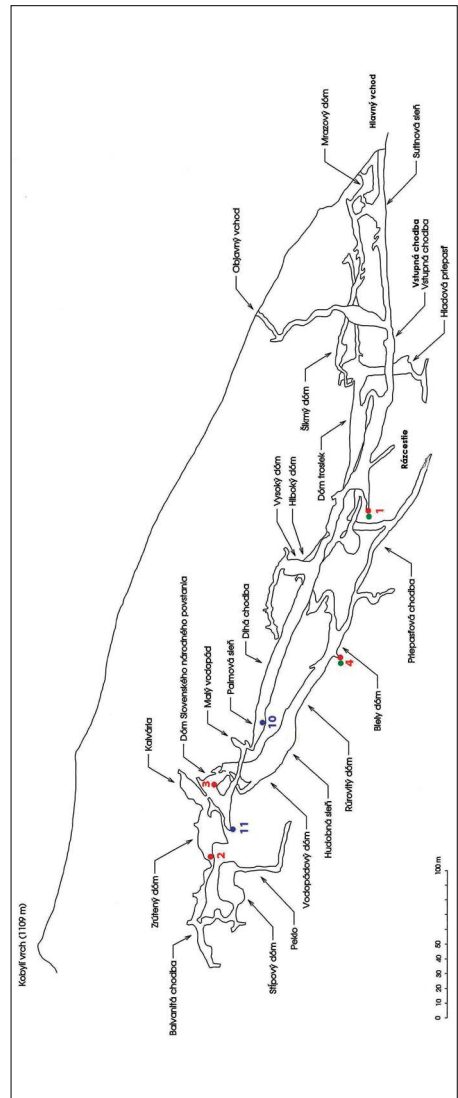 Kobylí vrch (1109 m)
Kalvária
Dóm Slovenského národného povstania
Malý vodopád
Palmová sieň
Dlhá chodba
Vysoký dóm
Hlboký dóm
Dóm trosiek
Šikmý dóm
Objavný vchod
Mrazový dóm
Hlavný vchod
Zrútený dóm
Balvanitá chodba
2
3
11
10
4
1
Stĺpový dóm
Peklo
Vodopádový dóm
Hudobná sieň
Rúrovitý dóm
Biely dóm
Priepasťová chodba
Rázcestie
Hladová priepasť
Vstupná chodba
Vstupná chodba
Sutinová sieň
0 10 20 30 40 50 100 m